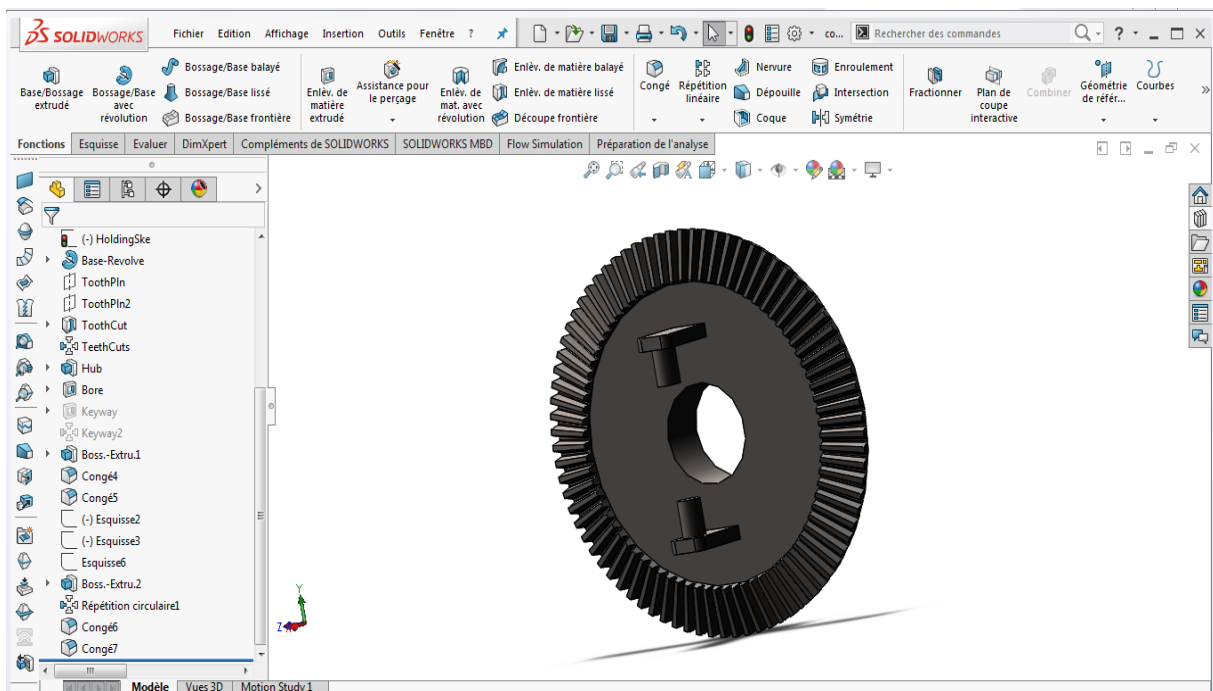 SOLIDWORKS Fichier Edition Affichage Insertion Outils Fenêtre ? co... Rechercher des commandes ?
Base/Bossage extrudé
Bossage/Base avec révolution
Bossage/Base balayé
Bossage/Base lissé
Bossage/Base frontière
Enlèv. de matière extrudé
Assistance pour le perçage
Enlèv. de mat. avec révolution
Enlèv. de matière balayé
Enlèv. de matière lissé
Découpe frontière
Congé
Répétition linéaire
Nervure
Dépouille
Coque
Enroulement
Intersection
Symétrie
Fractionner
Plan de coupe interactive
Combiner
Géométrie de référ...
Courbes
Fonctions Esquisse Evaluer DimXpert Compléments de SOLIDWORKS SOLIDWORKS MBD Flow Simulation Préparation de l'analyse
(-) HoldingSke
Base-Revolve
ToothPln
ToothPln2
ToothCut
TeethCuts
Hub
Bore
Keyway
Keyway2
Boss.-Extru.1
Congé4
Congé5
(-) Esquisse2
(-) Esquisse3
Esquisse6
Boss.-Extru.2
Répétition circulaire1
Congé6
Congé7
Y
Z
Modèle Vues 3D Motion Study 1